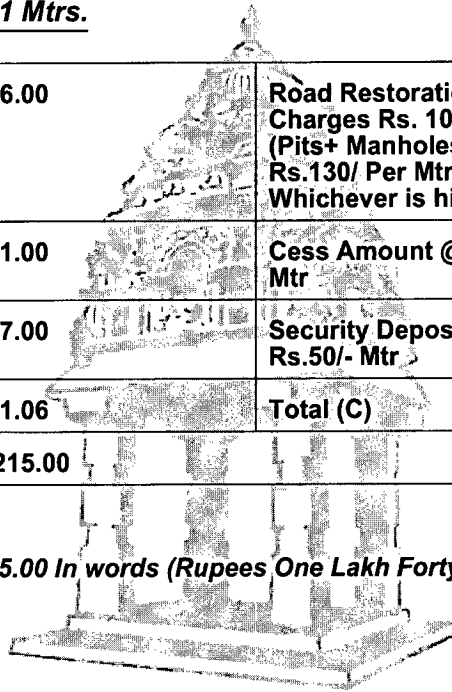 1 Mtrs.
6.00
Road Restoratio
Charges Rs. 10
(Pits+ Manholes
Rs.130/ Per Mtr
Whichever is hi
1.00
Cess Amount @
Mtr
7.00
Security Depos
Rs.50/- Mtr
1.06
Total (C)
215.00
5.00 In words (Rupees One Lakh Forty